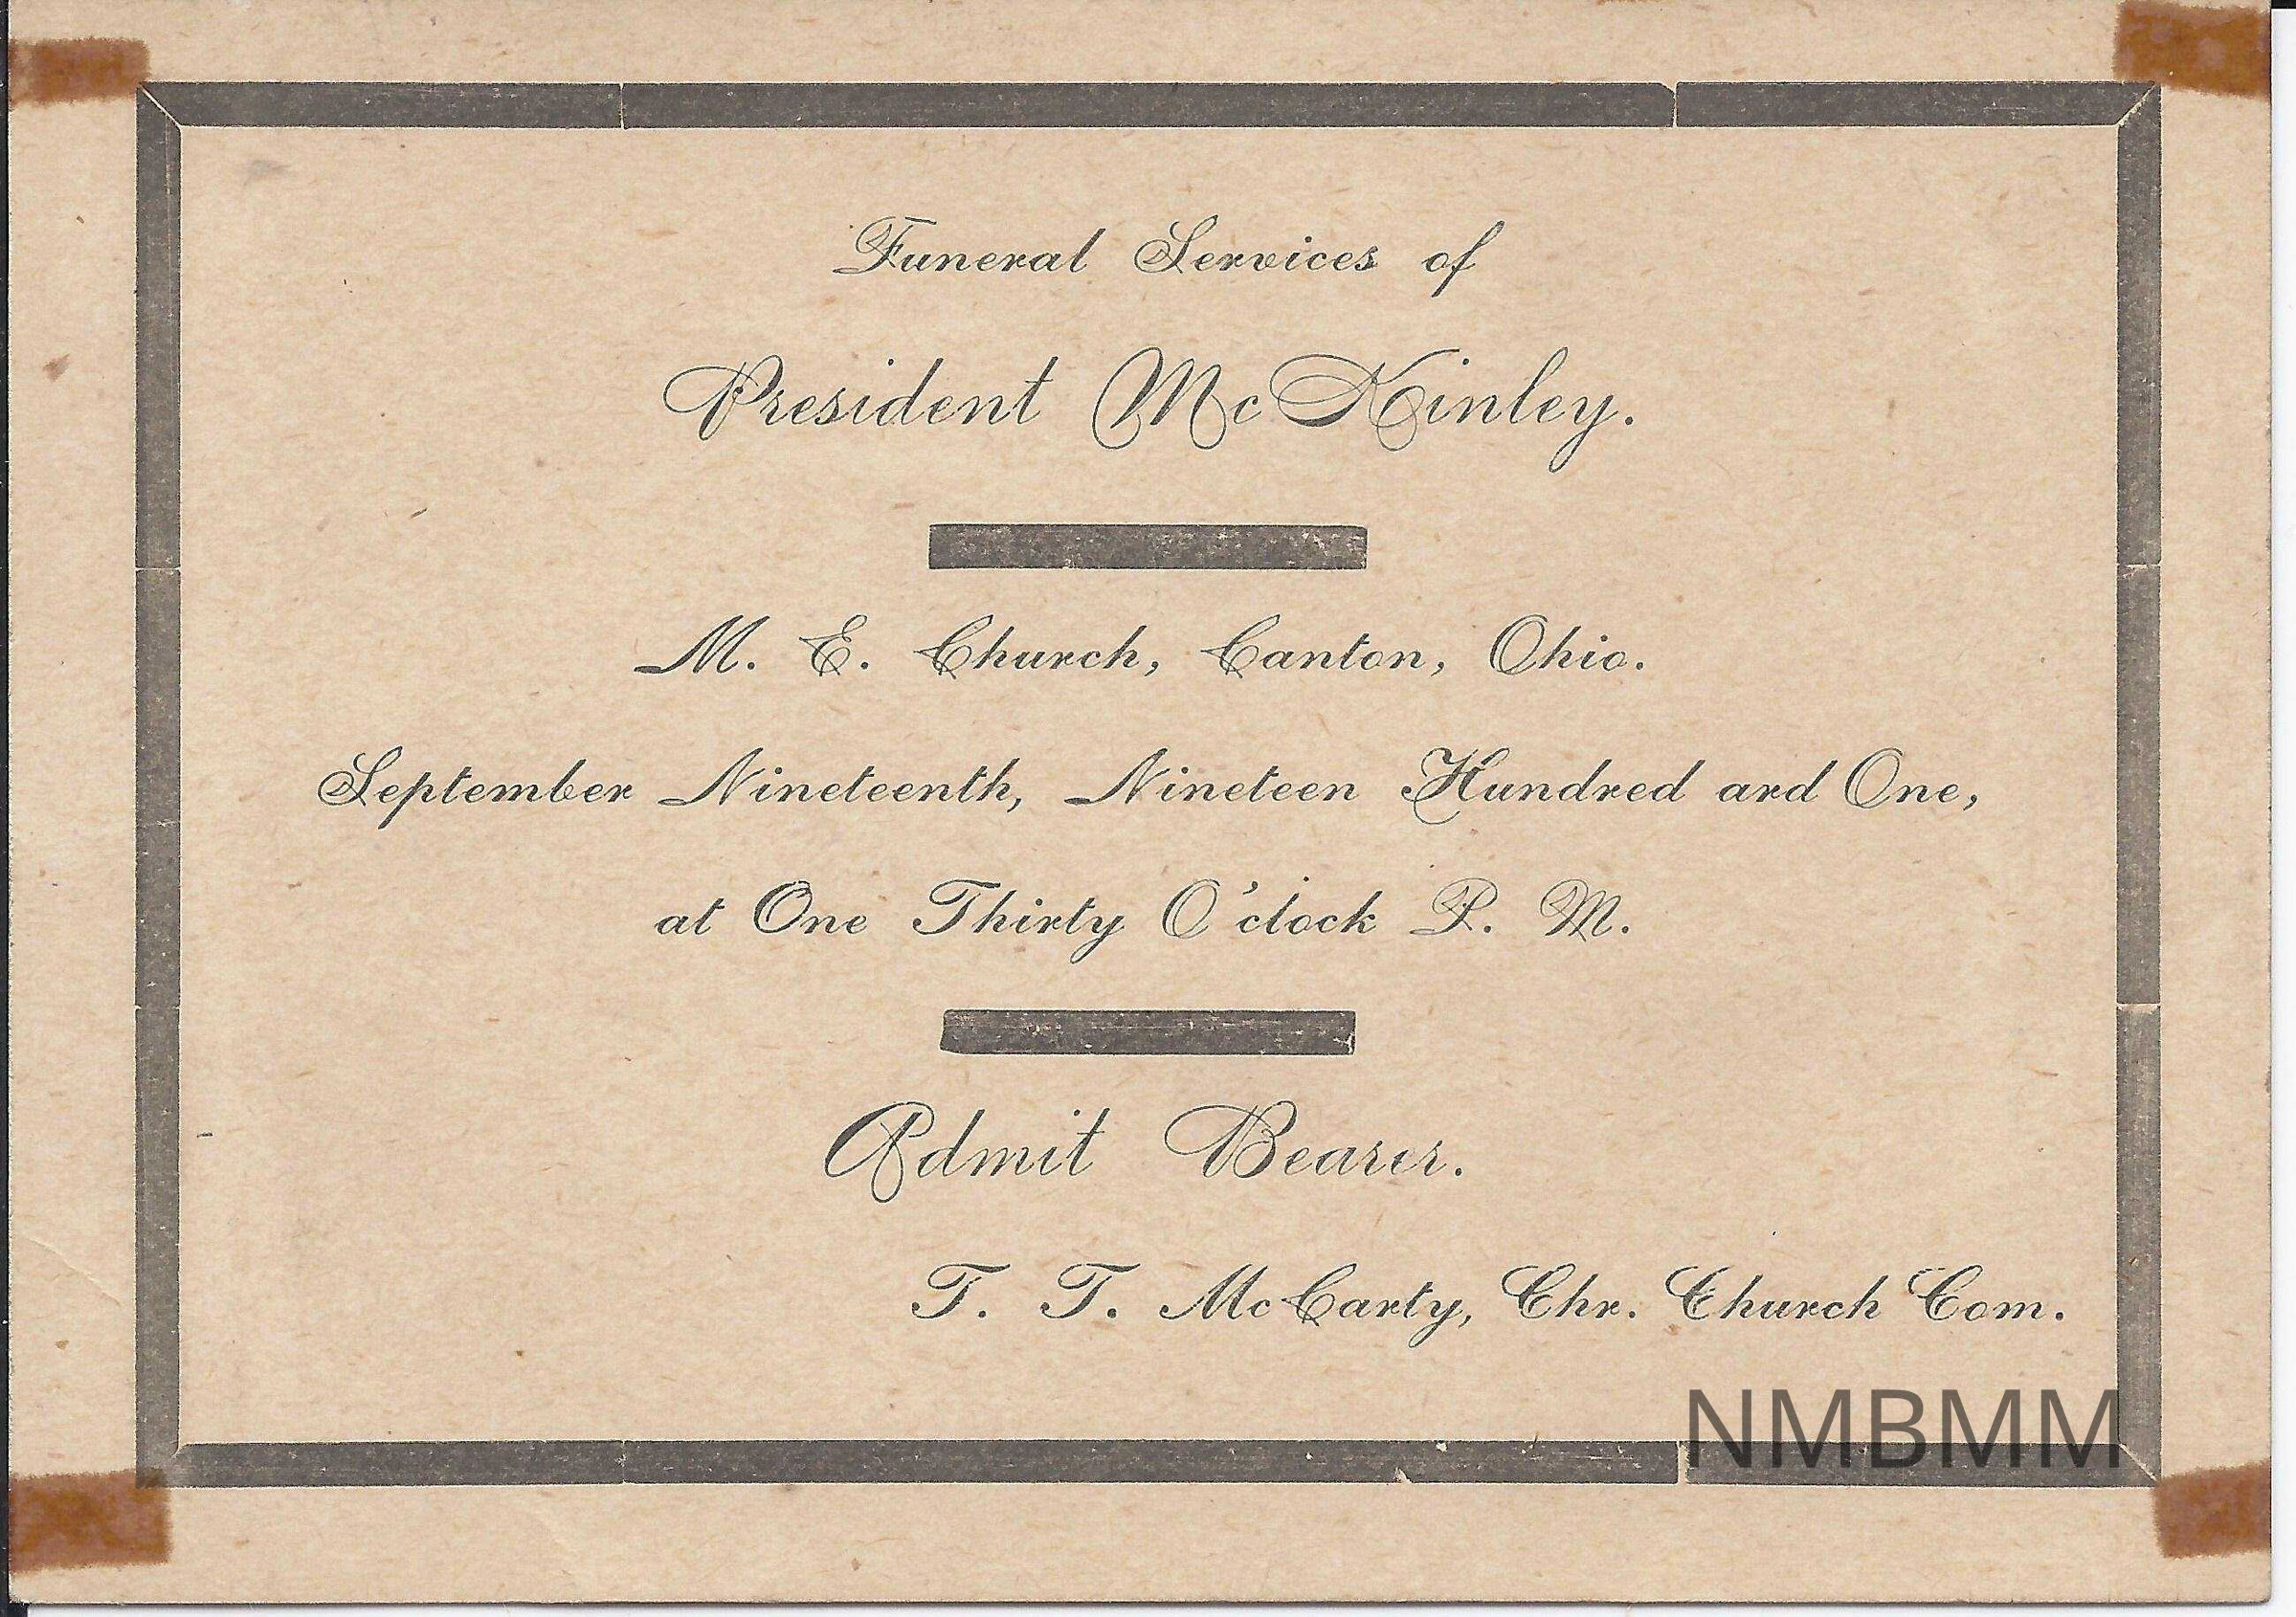 Funeral Services of
President McKinley.
M. E. Church, Canton, Ohio.
September Nineteenth, Nineteen Hundred and One,
at One Thirty O'clock P. M.
Admit Bearer.
T. T. McCarty, Chr. Church Com.
NMBMM